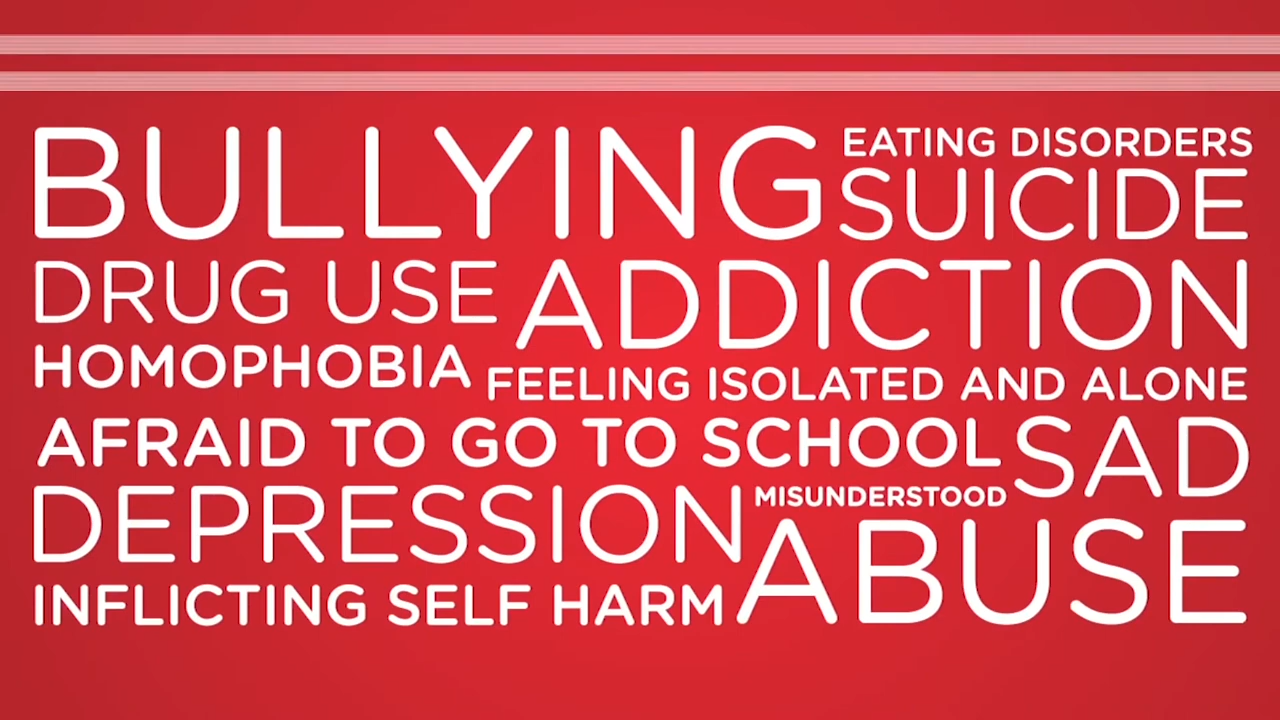 BULLYING
EATING DISORDERS
SUICIDE
DRUG USE
ADDICTION
HOMOPHOBIA
FEELING ISOLATED AND ALONE
AFRAID TO GO TO SCHOOL
SAD
DEPRESSION
MISUNDERSTOOD
ABUSE
INFLICTING SELF HARM